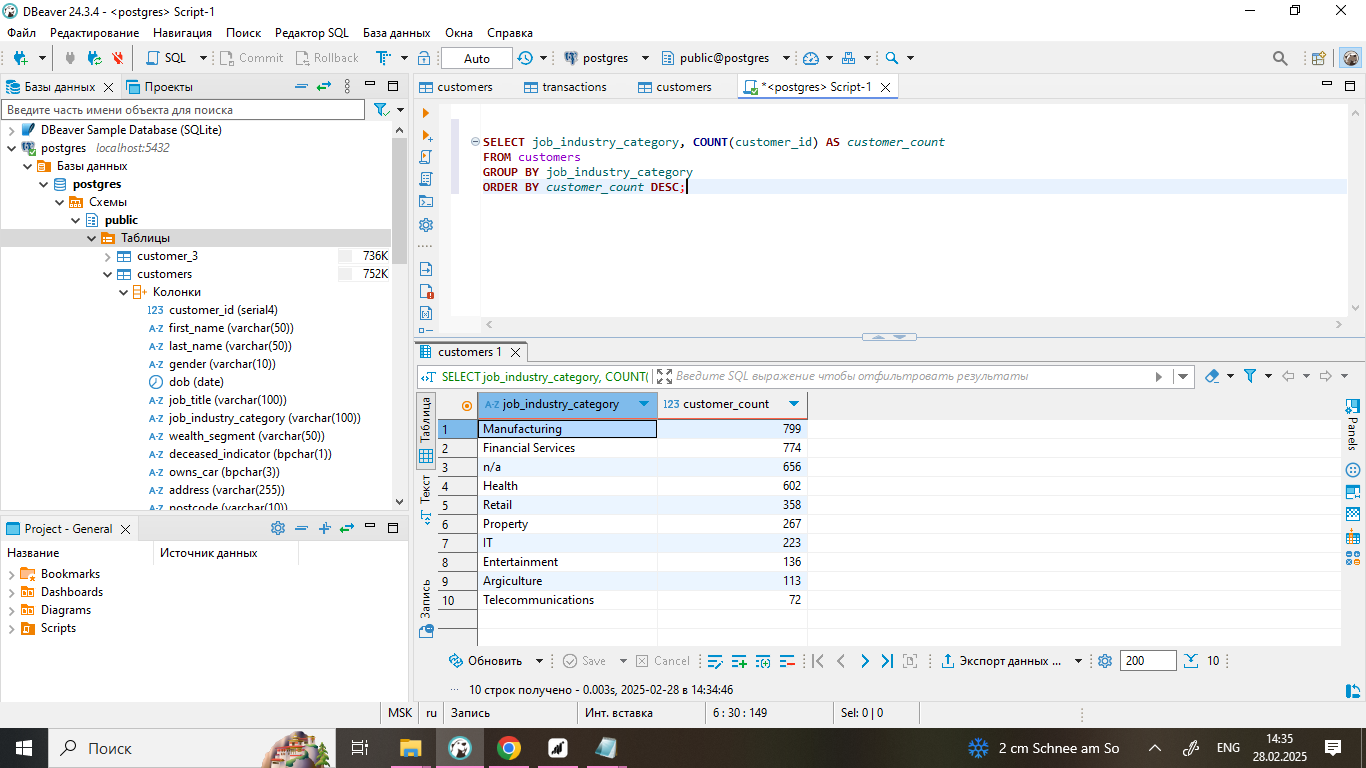 DBeaver 24.3.4 - <postgres> Script-1
Файл Редактирование Навигация Поиск Редактор SQL База данных Окна Справка
SQL Commit Rollback T Auto postgres public@postgres
Базы данных Проекты
Введите часть имени объекта для поиска
DBeaver Sample Database (SQLite)
postgres localhost:5432
Базы данных
postgres
Схемы
public
Таблицы
customer_3 736K
customers 752K
Колонки
123 customer_id (serial4)
A-Z first_name (varchar(50))
A-Z last_name (varchar(50))
A-Z gender (varchar(10))
dob (date)
A-Z job_title (varchar(100))
A-Z job_industry_category (varchar(100))
A-Z wealth_segment (varchar(50))
A-Z deceased_indicator (bpchar(1))
A-Z owns_car (bpchar(3))
A-Z address (varchar(255))
A-Z postcode (varchar(10))
Project - General
Название Источник данных
Bookmarks
Dashboards
Diagrams
Scripts
customers transactions customers *<postgres> Script-1
SELECT job_industry_category, COUNT(customer_id) AS customer_count
FROM customers
GROUP BY job_industry_category
ORDER BY customer_count DESC;
customers 1
SELECT job_industry_category, COUNT( Введите SQL выражение чтобы отфильтровать результаты
Таблица
Текст
Запись
A-Z job_industry_category 123 customer_count
1 Manufacturing 799
2 Financial Services 774
3 n/a 656
4 Health 602
5 Retail 358
6 Property 267
7 IT 223
8 Entertainment 136
9 Argiculture 113
10 Telecommunications 72
Panels
Обновить Save Cancel Экспорт данных ... 200 10
10 строк получено - 0.003s, 2025-02-28 в 14:34:46
MSK ru Запись Инт. вставка 6 : 30 : 149 Sel: 0 | 0
Поиск 2 cm Schnee am So ENG 14:35
28.02.2025